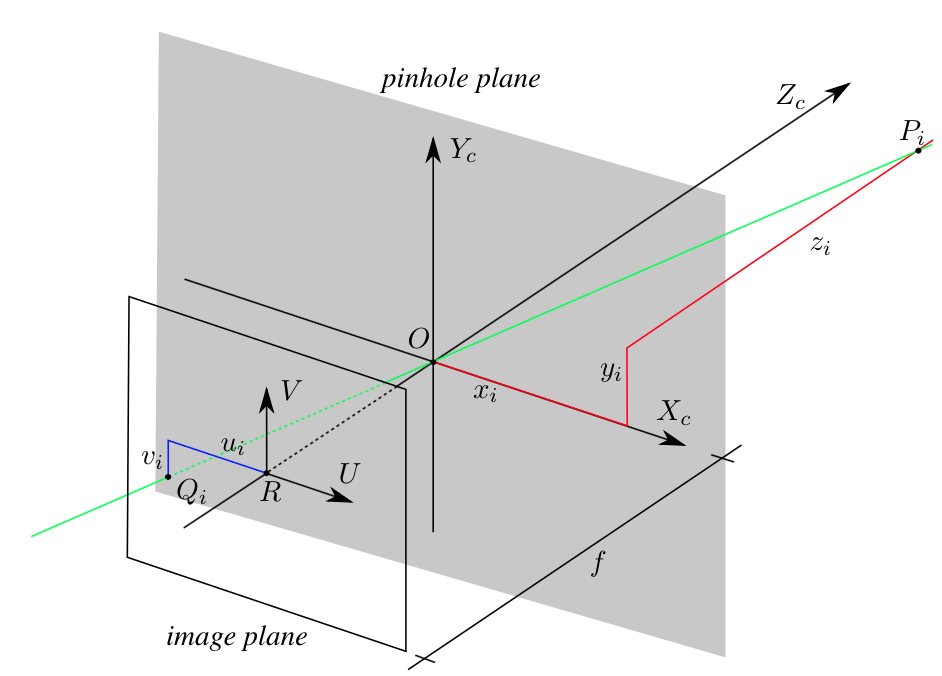 pinhole plane
Z_c
P_i
Y_c
z_i
O
y_i
x_i
X_c
V
u_i
v_i
U
Q_i
R
f
image plane